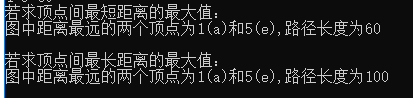 若求顶点间最短距离的最大值：
图中距离最远的两个顶点为1(a)和5(e),路径长度为60
若求顶点间最长距离的最大值：
图中距离最远的两个顶点为1(a)和5(e),路径长度为100